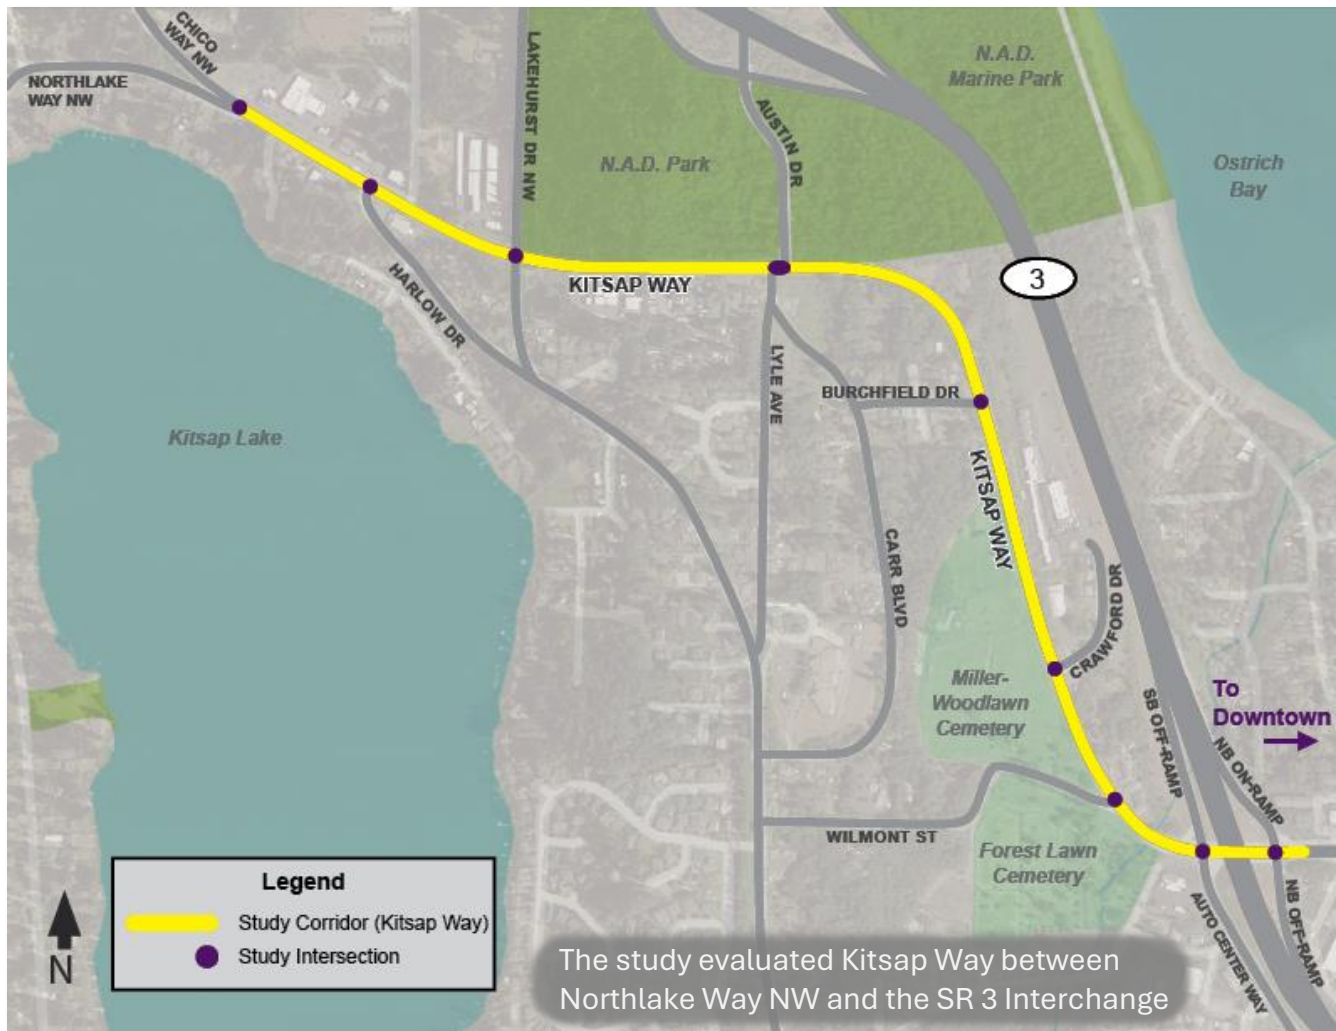 CHICO
WAY NW
NORTHLAKE
WAY NW
LAKEHURST DR NW
N.A.D.
Marine Park
AUSTIN DR
N.A.D. Park
Ostrich
Bay
3
KITSAP WAY
HARLOW DR
LYLE AVE
BURCHFIELD DR
Kitsap Lake
KITSAP WAY
CARR BLVD
CRAWFORD DR
Miller-
Woodlawn
Cemetery
SB OFF-RAMP
To
Downtown
NB ON-RAMP
WILMONT ST
Forest Lawn
Cemetery
AUTO CENTER WAY
NB OFF-RAMP
Legend
Study Corridor (Kitsap Way)
Study Intersection
N
The study evaluated Kitsap Way between
Northlake Way NW and the SR 3 Interchange